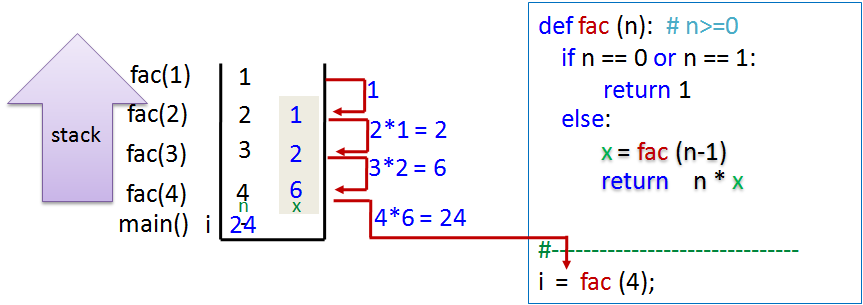 stack
fac(1) 1
1
fac(2) 2 1
2*1 = 2
fac(3) 3 2
3*2 = 6
fac(4) 4 6
n x
4*6 = 24
main() i 24
def fac (n): # n>=0
if n == 0 or n == 1:
return 1
else:
x = fac (n-1)
return n * x
#-------------------------------
i = fac (4);